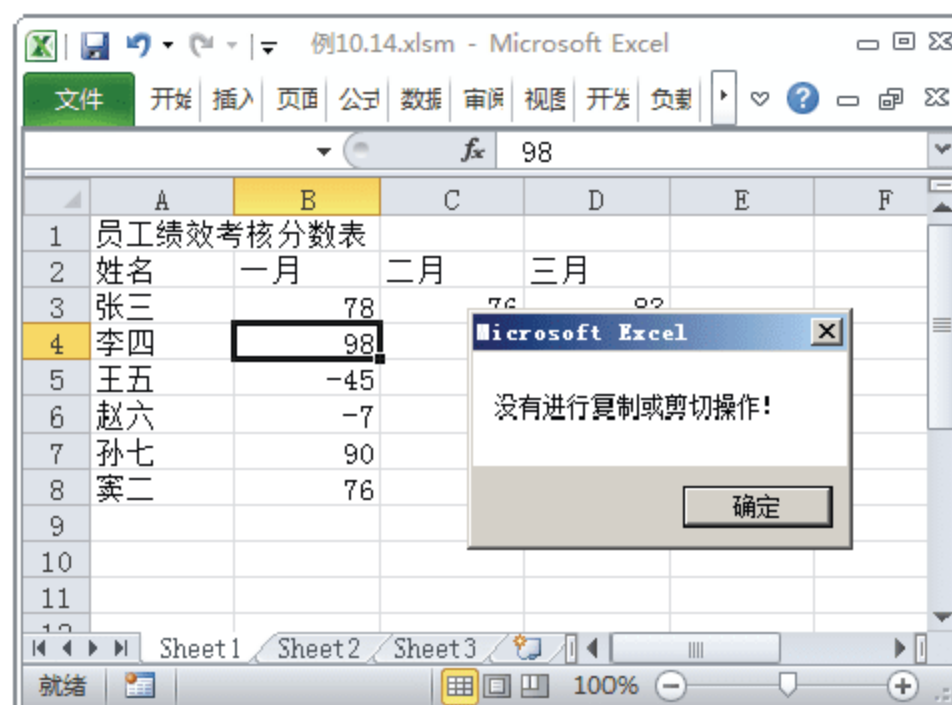 例10.14.xlsm - Microsoft Excel
文件 开始 插入 页面 公式 数据 审阅 视图 开发 负载
fx 98
A B C D E F
1 员工绩效考核分数表
2 姓名 一月 二月 三月
3 张三 78 76
4 李四 98
5 王五 -45
6 赵六 -7
7 孙七 90
8 窦二 76
9
10
11
12
Microsoft Excel
没有进行复制或剪切操作!
确定
Sheet1 Sheet2 Sheet3
就绪 100%